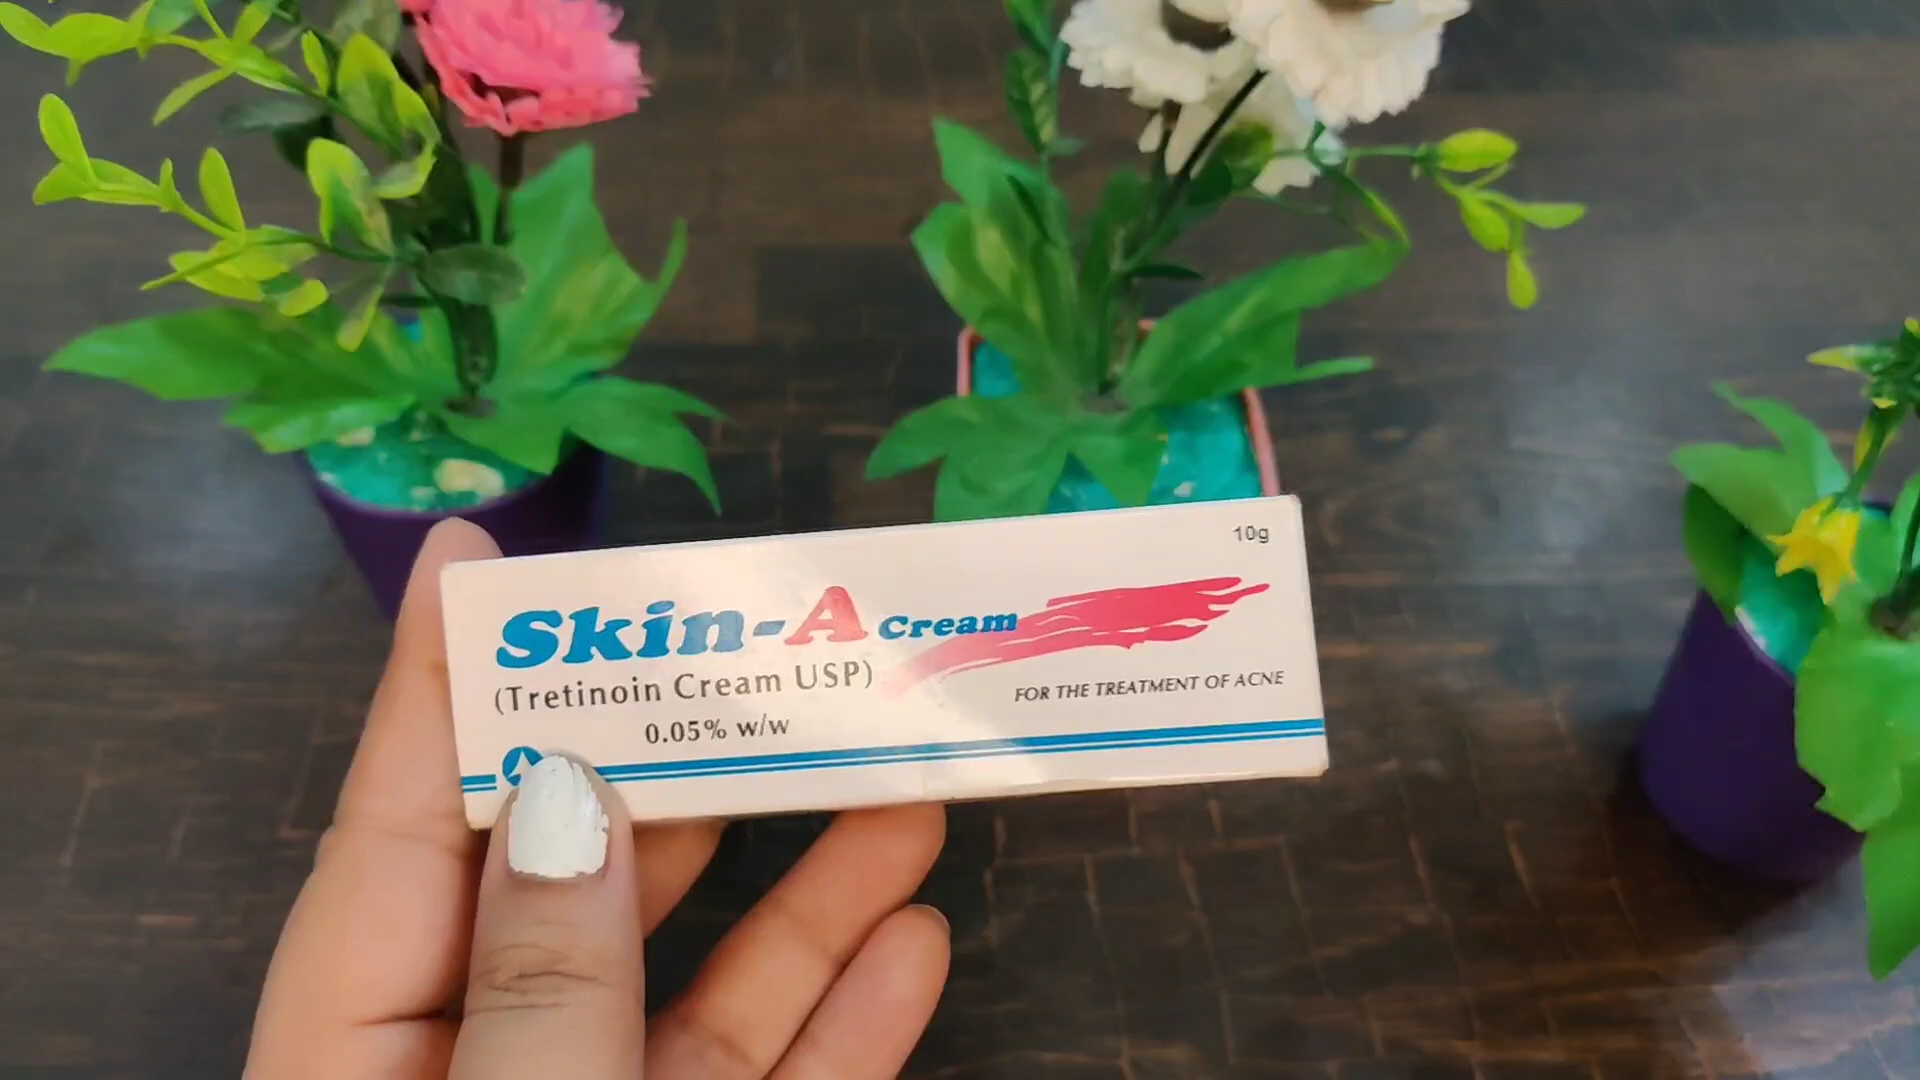 10g
Skin-A Cream
(Tretinoin Cream USP)
0.05% w/w
FOR THE TREATMENT OF ACNE